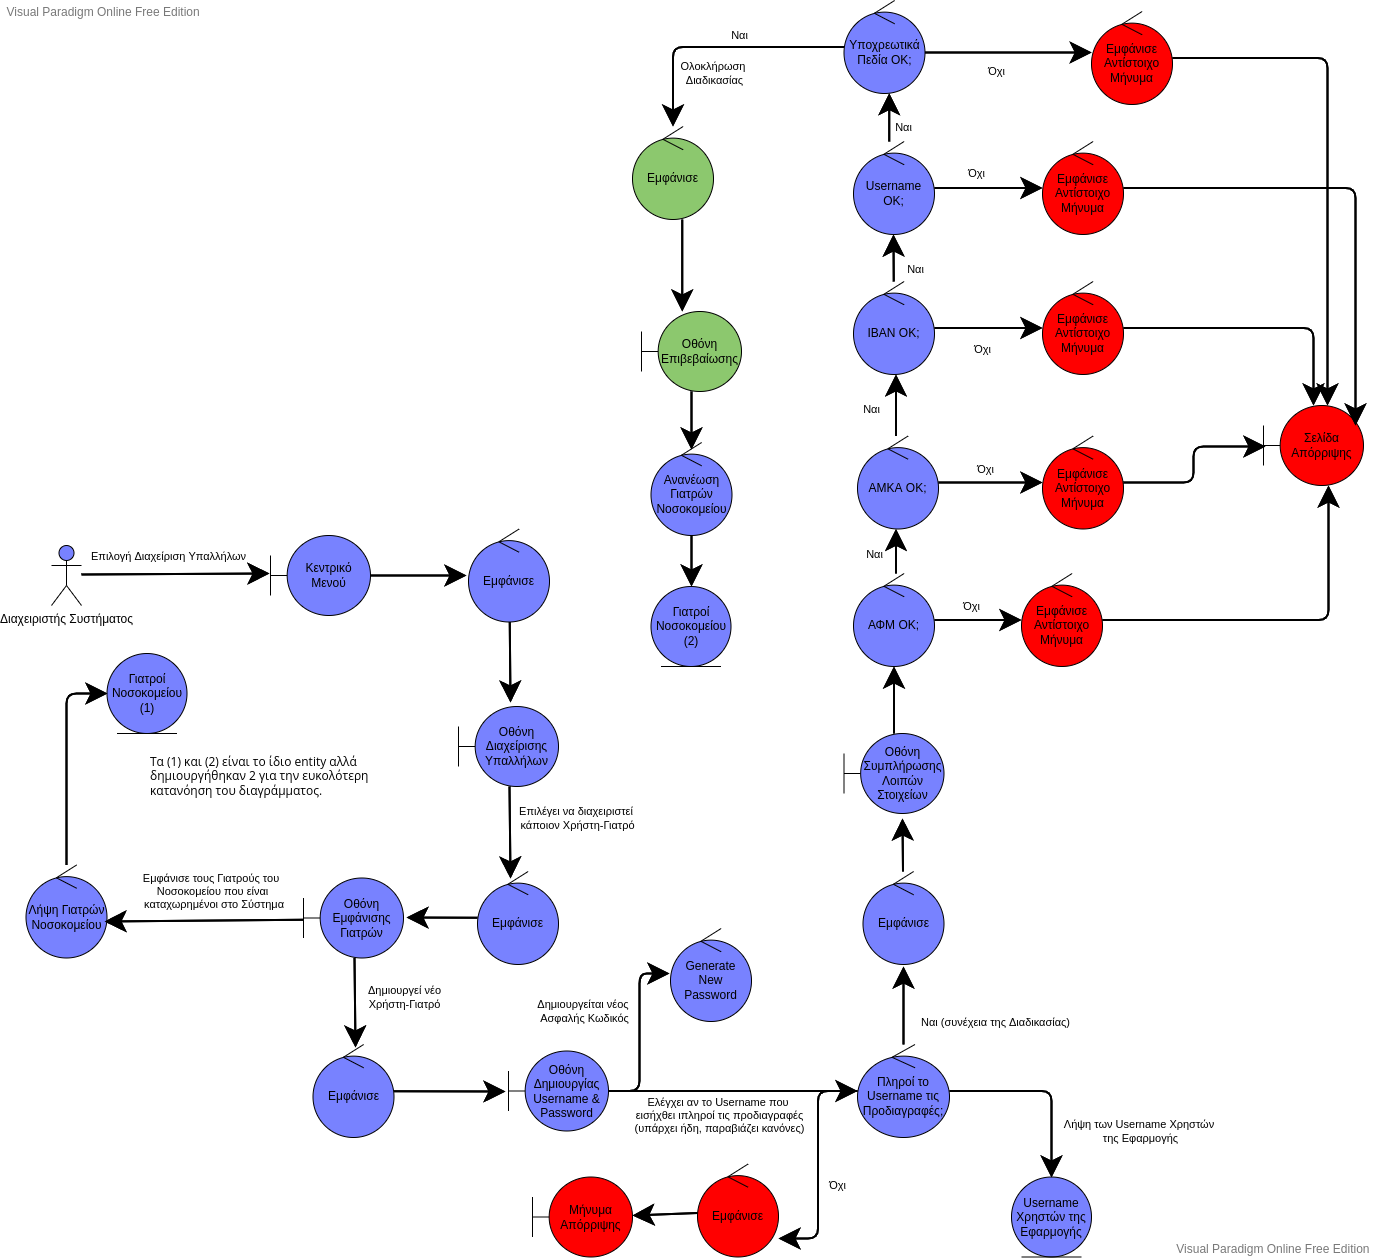 Visual Paradigm Online Free Edition
Ναι
Ολοκλήρωση
Διαδικασίας
Υποχρεωτικά
Πεδία ΟΚ;
Όχι
Εμφάνισε
Αντίστοιχο
Μήνυμα
Ναι
Εμφάνισε
Username
OK;
Όχι
Εμφάνισε
Αντίστοιχο
Μήνυμα
Ναι
Οθόνη
Επιβεβαίωσης
IBAN OK;
Όχι
Εμφάνισε
Αντίστοιχο
Μήνυμα
Ναι
Σελίδα
Απόρριψης
Ανανέωση
Γιατρών
Νοσοκομείου
ΑΜΚΑ ΟΚ;
Όχι
Εμφάνισε
Αντίστοιχο
Μήνυμα
Ναι
Επιλογή Διαχείριση Υπαλλήλων
Διαχειριστής Συστήματος
Κεντρικό
Μενού
Εμφάνισε
Γιατροί
Νοσοκομείου
(2)
ΑΦΜ ΟΚ;
Όχι
Εμφάνισε
Αντίστοιχο
Μήνυμα
Γιατροί
Νοσοκομείου
(1)
Τα (1) και (2) είναι το ίδιο entity αλλά
δημιουργήθηκαν 2 για την ευκολότερη
κατανόηση του διαγράμματος.
Οθόνη
Διαχείρισης
Υπαλλήλων
Οθόνη
Συμπλήρωσης
Λοιπών
Στοιχείων
Επιλέγει να διαχειριστεί
κάποιον Χρήστη-Γιατρό
Εμφάνισε τους Γιατρούς του
Νοσοκομείου που είναι
καταχωρημένοι στο Σύστημα
Λήψη Γιατρών
Νοσοκομείου
Οθόνη
Εμφάνισης
Γιατρών
Εμφάνισε
Εμφάνισε
Δημιουργεί νέο
Χρήστη-Γιατρό
Δημιουργείται νέος
Ασφαλής Κωδικός
Generate
New
Password
Ναι (συνέχεια της Διαδικασίας)
Εμφάνισε
Οθόνη
Δημιουργίας
Username &
Password
Ελέγχει αν το Username που
εισήχθει ιπληροί τις προδιαγραφές
(υπάρχει ήδη, παραβιάζει κανόνες)
Πληροί το
Username τις
Προδιαγραφές;
Λήψη των Username Χρηστών
της Εφαρμογής
Όχι
Μήνυμα
Απόρριψης
Εμφάνισε
Username
Χρηστών της
Εφαρμογής
Visual Paradigm Online Free Edition